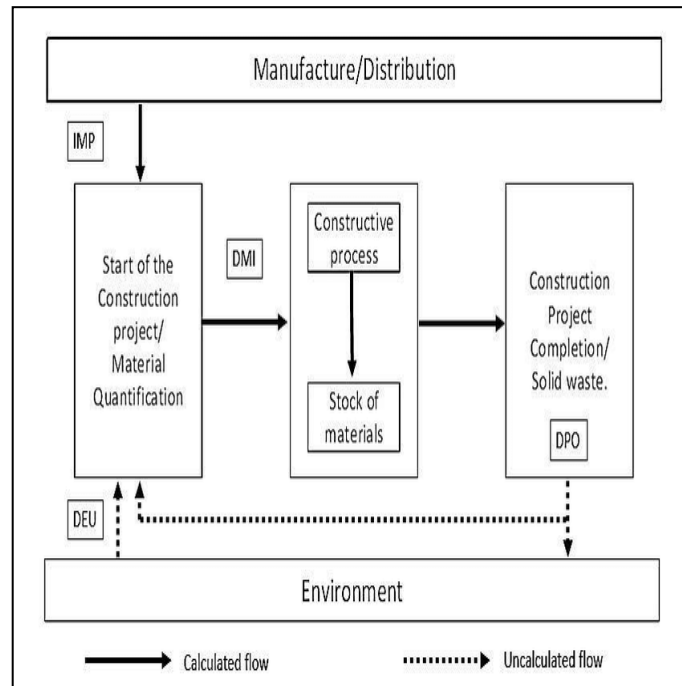 Manufacture/Distribution
IMP
Start of the
Construction
project/
Material
Quantification
DMI
Constructive
process
Stock of
materials
Construction
Project
Completion/
Solid waste.
DPO
DEU
Environment
Calculated flow
Uncalculated flow